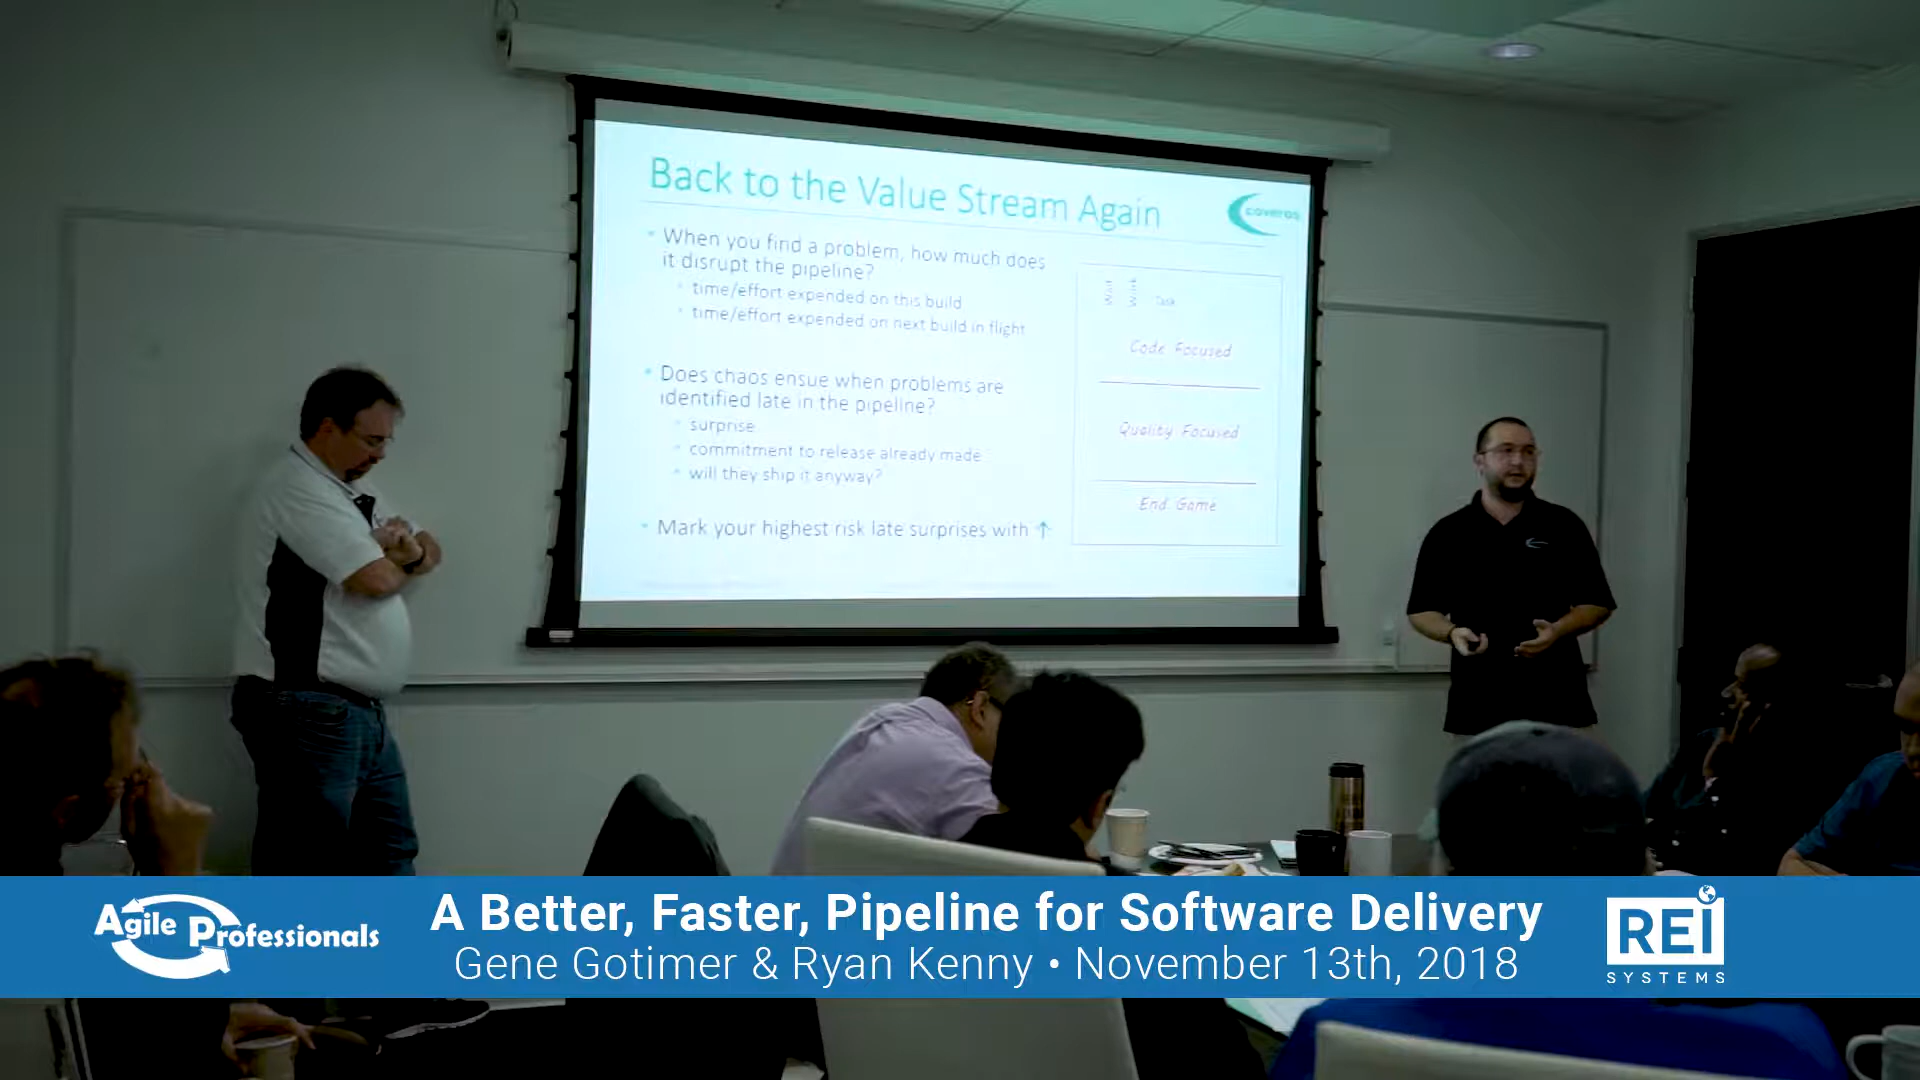 Back to the Value Stream Again
coveros
When you find a problem, how much does
it disrupt the pipeline?
time/effort expended on this build
time/effort expended on next build in flight
Does chaos ensue when problems are
identified late in the pipeline?
surprise
commitment to release already made
will they ship it anyway?
Mark your highest risk late surprises with ↑
Wait
Work
Task
Code Focused
Quality Focused
End Game
Agile Professionals
A Better, Faster, Pipeline for Software Delivery
Gene Gotimer & Ryan Kenny • November 13th, 2018
REI
SYSTEMS